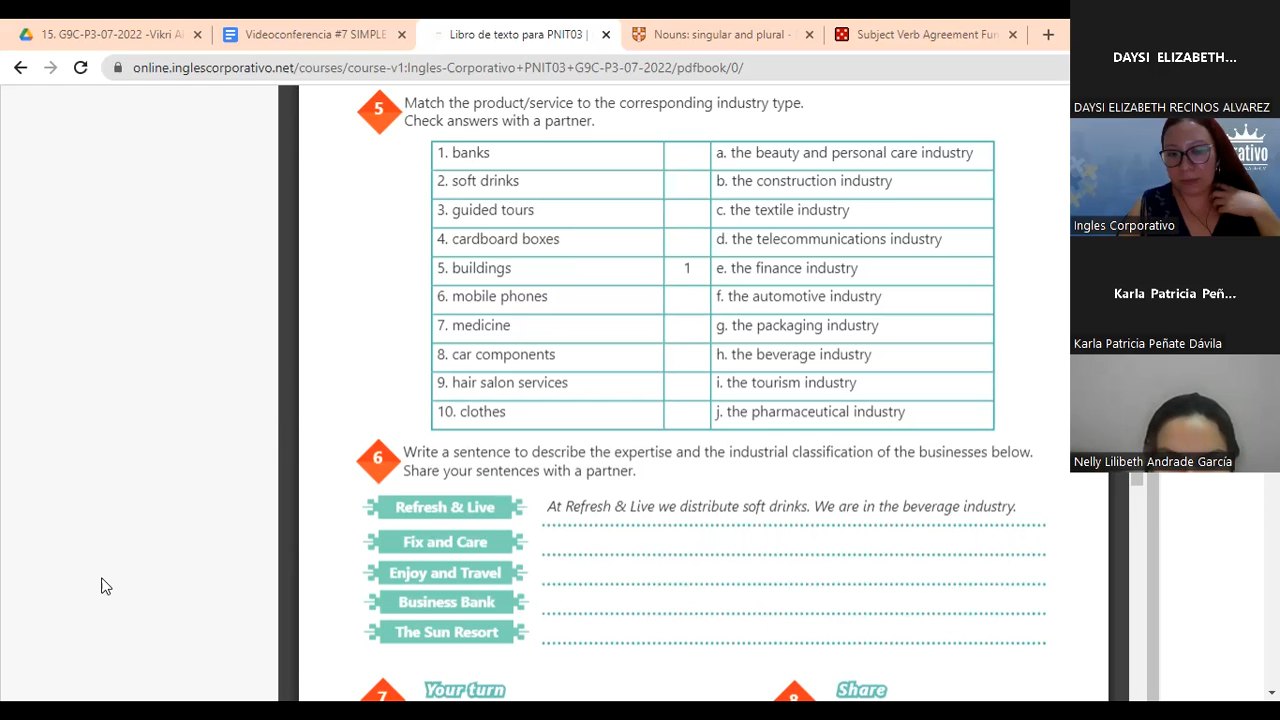 15. G9C-P3-07-2022 -Vikri Al
Videoconferencia #7 SIMPLE
Libro de texto para PNIT03 |
Nouns: singular and plural -
Subject Verb Agreement Fun
DAYSI ELIZABETH...
online.inglescorporativo.net/courses/course-v1:Ingles-Corporativo+PNIT03+G9C-P3-07-2022/pdfbook/0/
DAYSI ELIZABETH RECINOS ALVAREZ
5
Match the product/service to the corresponding industry type.
Check answers with a partner.
1. banks
a. the beauty and personal care industry
2. soft drinks
b. the construction industry
3. guided tours
c. the textile industry
4. cardboard boxes
d. the telecommunications industry
5. buildings
1
e. the finance industry
6. mobile phones
f. the automotive industry
7. medicine
g. the packaging industry
8. car components
h. the beverage industry
9. hair salon services
i. the tourism industry
10. clothes
j. the pharmaceutical industry
6
Write a sentence to describe the expertise and the industrial classification of the businesses below.
Share your sentences with a partner.
Refresh & Live
At Refresh & Live we distribute soft drinks. We are in the beverage industry.
Fix and Care
Enjoy and Travel
Business Bank
The Sun Resort
7
Your turn
8
Share
Ingles Corporativo
Karla Patricia Peñ...
Karla Patricia Peñate Dávila
Nelly Lilibeth Andrade García